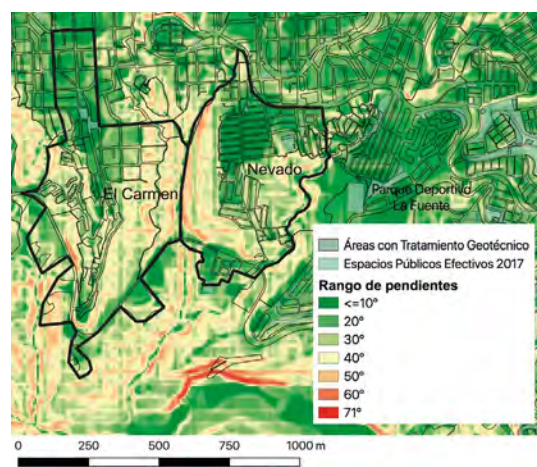 El Carmen
Nevado
Parque Deportivo
La Fuente
Áreas con Tratamiento Geotécnico
Espacios Públicos Efectivos 2017
Rango de pendientes
<=10°
20°
30°
40°
50°
60°
71°
0 250 500 750 1000 m